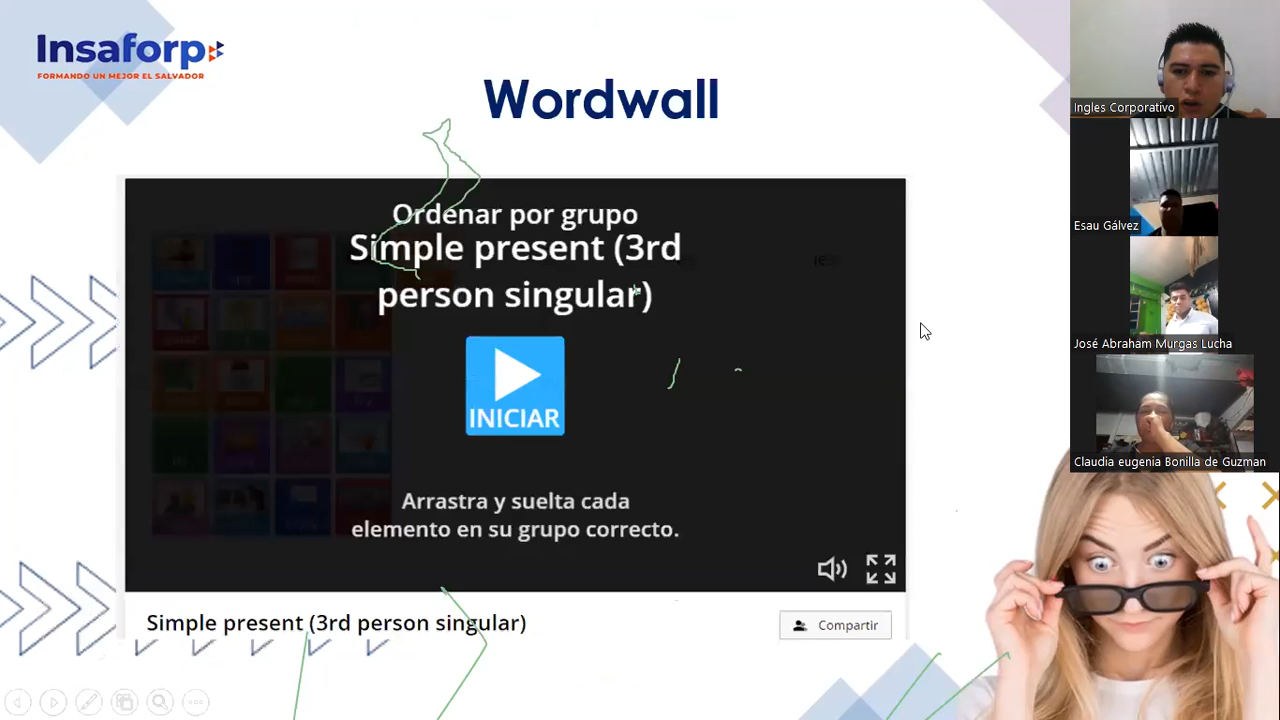 Insaforp
FORMANDO UN MEJOR EL SALVADOR
Wordwall
Ordenar por grupo
Simple present (3rd
person singular)
INICIAR
Arrastra y suelta cada
elemento en su grupo correcto.
Simple present (3rd person singular)
Compartir
Ingles Corporativo
Esau Gálvez
José Abraham Murgas Lucha
Claudia eugenia Bonilla de Guzman